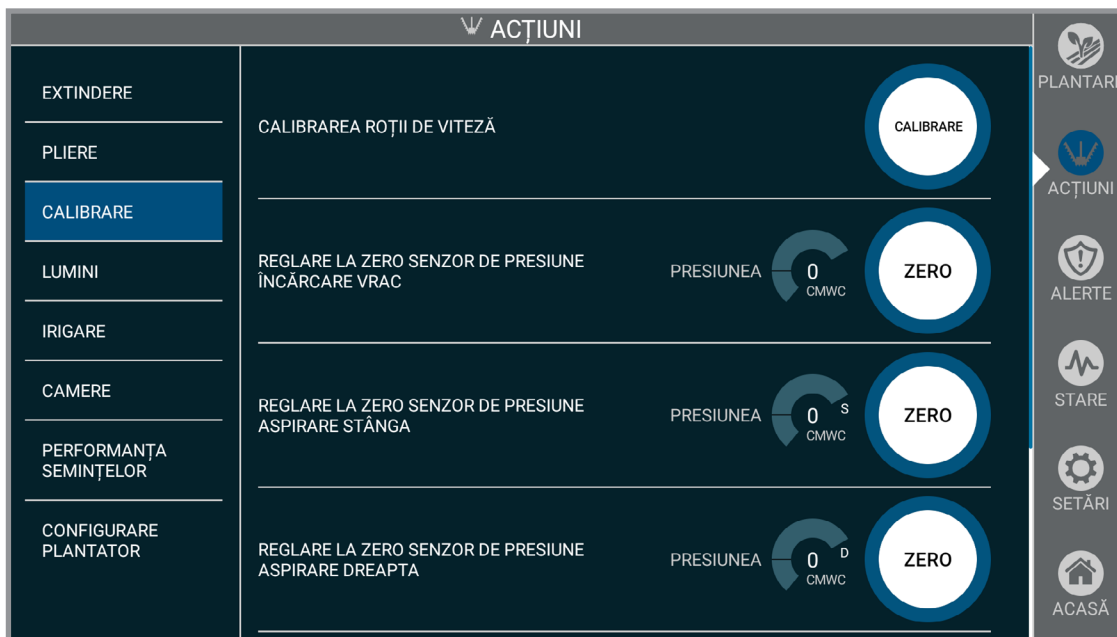 ACȚIUNI
EXTINDERE
PLIERE
CALIBRARE
LUMINI
IRIGARE
CAMERE
PERFORMANȚA
SEMINȚELOR
CONFIGURARE
PLANTATOR
CALIBRAREA ROȚII DE VITEZĂ
CALIBRARE
REGLARE LA ZERO SENZOR DE PRESIUNE
ÎNCĂRCARE VRAC
PRESIUNEA
0
CMWC
ZERO
REGLARE LA ZERO SENZOR DE PRESIUNE
ASPIRARE STÂNGA
PRESIUNEA
0 S
CMWC
ZERO
REGLARE LA ZERO SENZOR DE PRESIUNE
ASPIRARE DREAPTA
PRESIUNEA
0 D
CMWC
ZERO
PLANTARE
ACȚIUNI
ALERTE
STARE
SETĂRI
ACASĂ